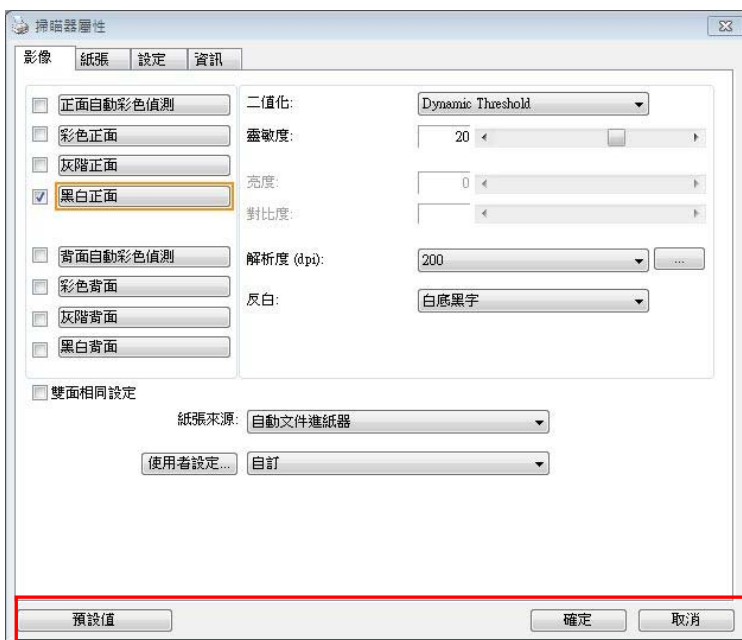 掃瞄器屬性
影像 紙張 設定 資訊
正面自動彩色偵測
彩色正面
灰階正面
黑白正面
背面自動彩色偵測
彩色背面
灰階背面
黑白背面
二值化: Dynamic Threshold
靈敏度: 20
亮度: 0
對比度:
解析度 (dpi): 200 ...
反白: 白底黑字
雙面相同設定
紙張來源: 自動文件進紙器
使用者設定... 自訂
預設值 確定 取消